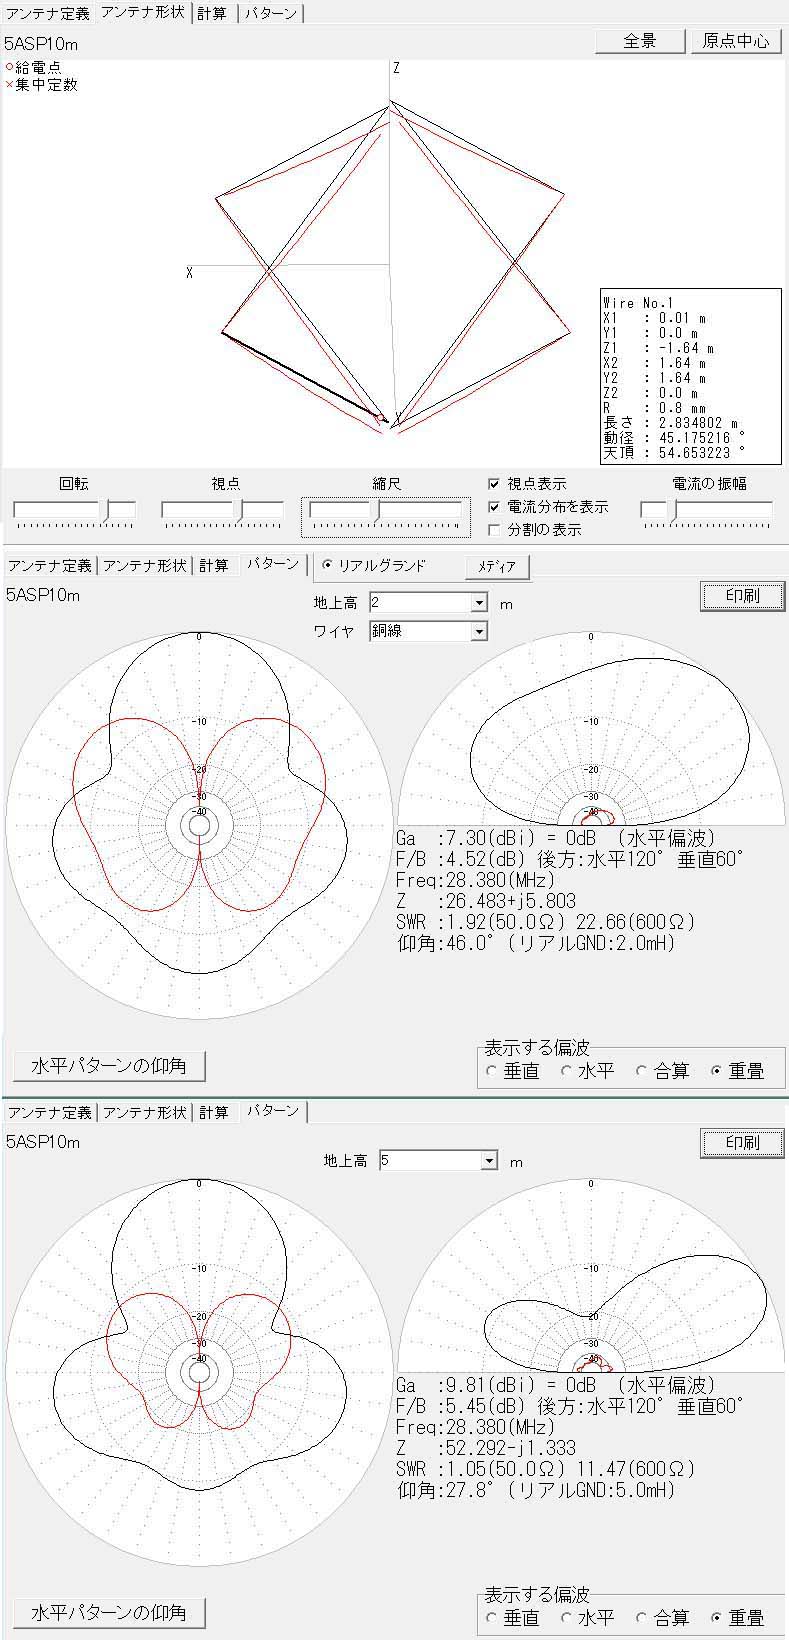 アンテナ定義 アンテナ形状 計算 パターン
5ASP10m 全景 原点中心
○給電点
×集中定数
Z
X
Y
Wire No.1
X1 : 0.01 m
Y1 : 0.0 m
Z1 : -1.64 m
X2 : 1.64 m
Y2 : 1.64 m
Z2 : 0.0 m
R : 0.8 mm
長さ : 2.834802 m
動径 : 45.175216 °
天頂 : 54.653223 °
回転 視点 縮尺 視点表示 電流の振幅
電流分布を表示
分割の表示
アンテナ定義 アンテナ形状 計算 パターン リアルグランド メディア
5ASP10m 印刷
地上高 2 m
ワイヤ 銅線
0 0
-10 -10
-20 -20
-30 -30
-40 -40
Ga :7.30(dBi) = 0dB (水平偏波)
F/B :4.52(dB) 後方:水平120° 垂直60°
Freq:28.380(MHz)
Z :26.483+j5.803
SWR :1.92(50.0Ω) 22.66(600Ω)
仰角:46.0° (リアルGND:2.0mH)
水平パターンの仰角
表示する偏波
垂直 水平 合算 重畳
アンテナ定義 アンテナ形状 計算 パターン
5ASP10m 印刷
地上高 5 m
0 0
-10 -10
-20 -20
-30 -30
-40 -40
Ga :9.81(dBi) = 0dB (水平偏波)
F/B :5.45(dB) 後方:水平120° 垂直60°
Freq:28.380(MHz)
Z :52.292-j1.333
SWR :1.05(50.0Ω) 11.47(600Ω)
仰角:27.8° (リアルGND:5.0mH)
水平パターンの仰角
表示する偏波
垂直 水平 合算 重畳